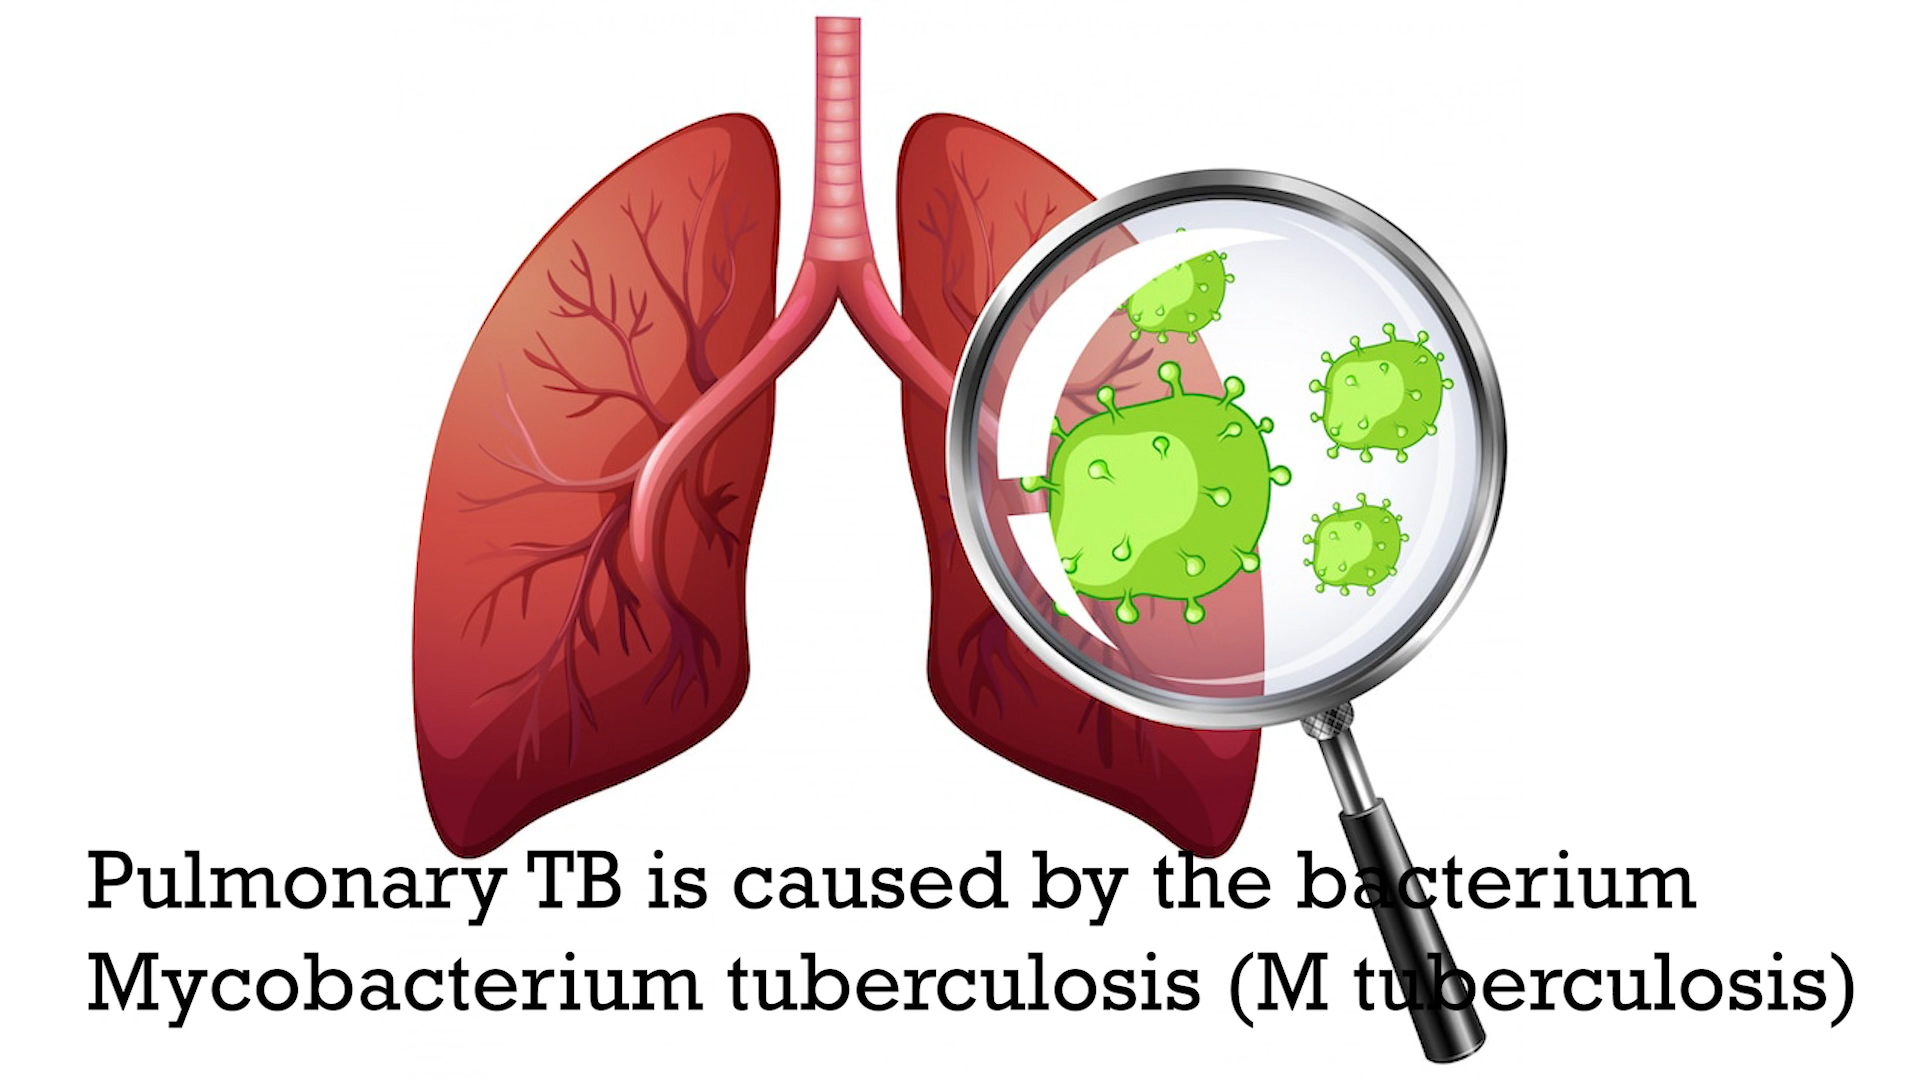 Pulmonary TB is caused by the bacterium
Mycobacterium tuberculosis (M tuberculosis)